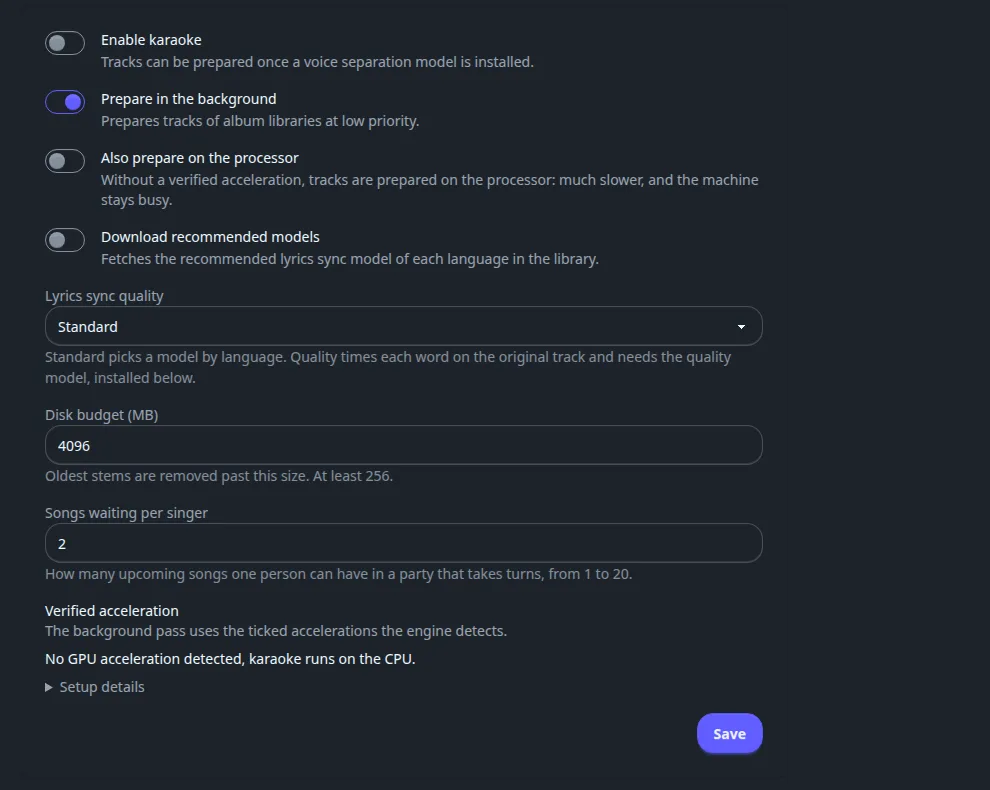 Enable karaoke
Tracks can be prepared once a voice separation model is installed.
Prepare in the background
Prepares tracks of album libraries at low priority.
Also prepare on the processor
Without a verified acceleration, tracks are prepared on the processor: much slower, and the machine
stays busy.
Download recommended models
Fetches the recommended lyrics sync model of each language in the library.
Lyrics sync quality
Standard
Standard picks a model by language. Quality times each word on the original track and needs the quality
model, installed below.
Disk budget (MB)
4096
Oldest stems are removed past this size. At least 256.
Songs waiting per singer
2
How many upcoming songs one person can have in a party that takes turns, from 1 to 20.
Verified acceleration
The background pass uses the ticked accelerations the engine detects.
No GPU acceleration detected, karaoke runs on the CPU.
Setup details
Save